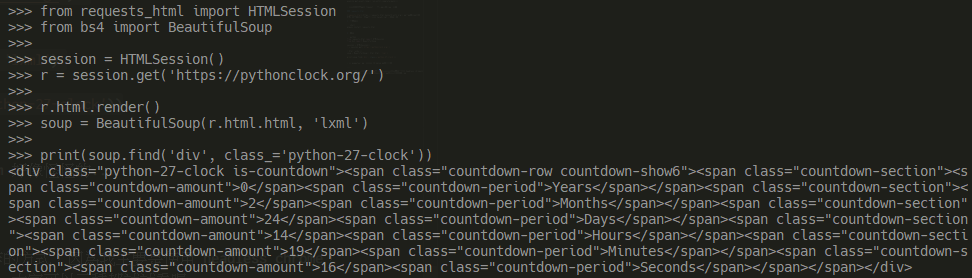 >>> from requests_html import HTMLSession
>>> from bs4 import BeautifulSoup
>>>
>>> session = HTMLSession()
>>> r = session.get('https://pythonclock.org/')
>>>
>>> r.html.render()
>>> soup = BeautifulSoup(r.html.html, 'lxml')
>>>
>>> print(soup.find('div', class_='python-27-clock'))
<div class="python-27-clock is-countdown"><span class="countdown-row countdown-show6"><span class="countdown-section"><s
pan class="countdown-amount">0</span><span class="countdown-period">Years</span></span><span class="countdown-section"><
span class="countdown-amount">2</span><span class="countdown-period">Months</span></span><span class="countdown-section"
><span class="countdown-amount">24</span><span class="countdown-period">Days</span></span><span class="countdown-section
"><span class="countdown-amount">14</span><span class="countdown-period">Hours</span></span><span class="countdown-secti
on"><span class="countdown-amount">19</span><span class="countdown-period">Minutes</span></span><span class="countdown-s
ection"><span class="countdown-amount">16</span><span class="countdown-period">Seconds</span></span></span></div>